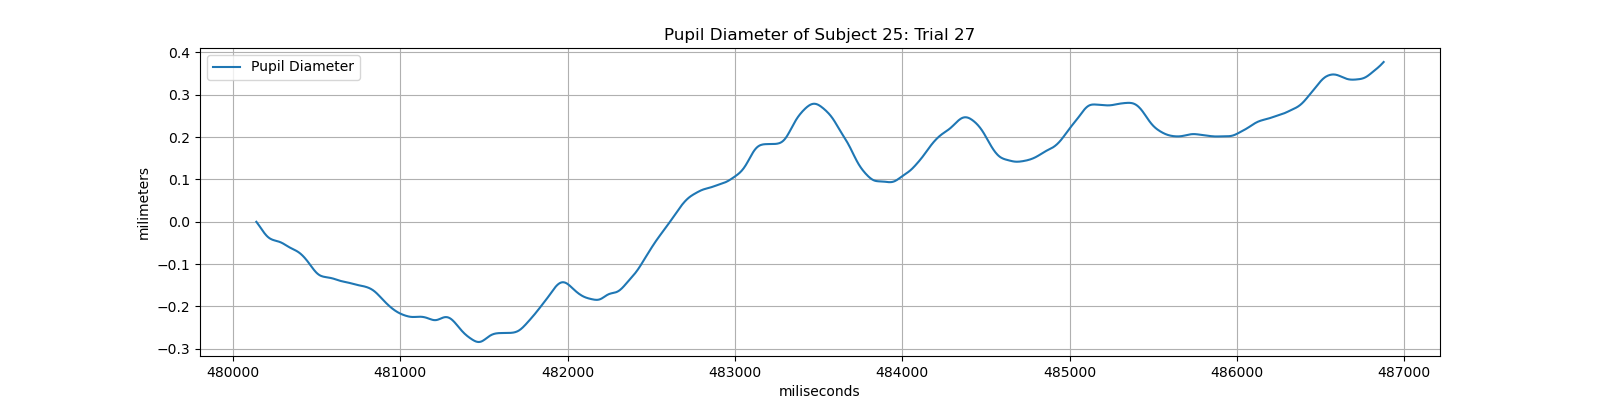 Pupil Diameter of Subject 25: Trial 27
Pupil Diameter
milimeters
0.4
0.3
0.2
0.1
0.0
−0.1
−0.2
−0.3
480000 481000 482000 483000 484000 485000 486000 487000
miliseconds